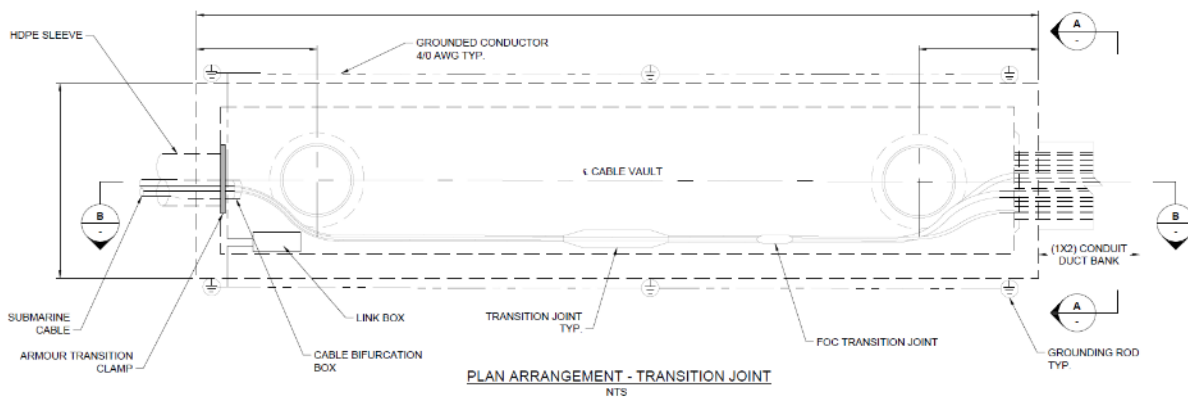 HDPE SLEEVE
GROUNDED CONDUCTOR
4/0 AWG TYP.
A
-
℄ CABLE VAULT
B
-
B
-
(1X2) CONDUIT
DUCT BANK
SUBMARINE
CABLE
ARMOUR TRANSITION
CLAMP
LINK BOX
CABLE BIFURCATION
BOX
TRANSITION JOINT
TYP.
FOC TRANSITION JOINT
A
-
GROUNDING ROD
TYP.
PLAN ARRANGEMENT - TRANSITION JOINT
NTS